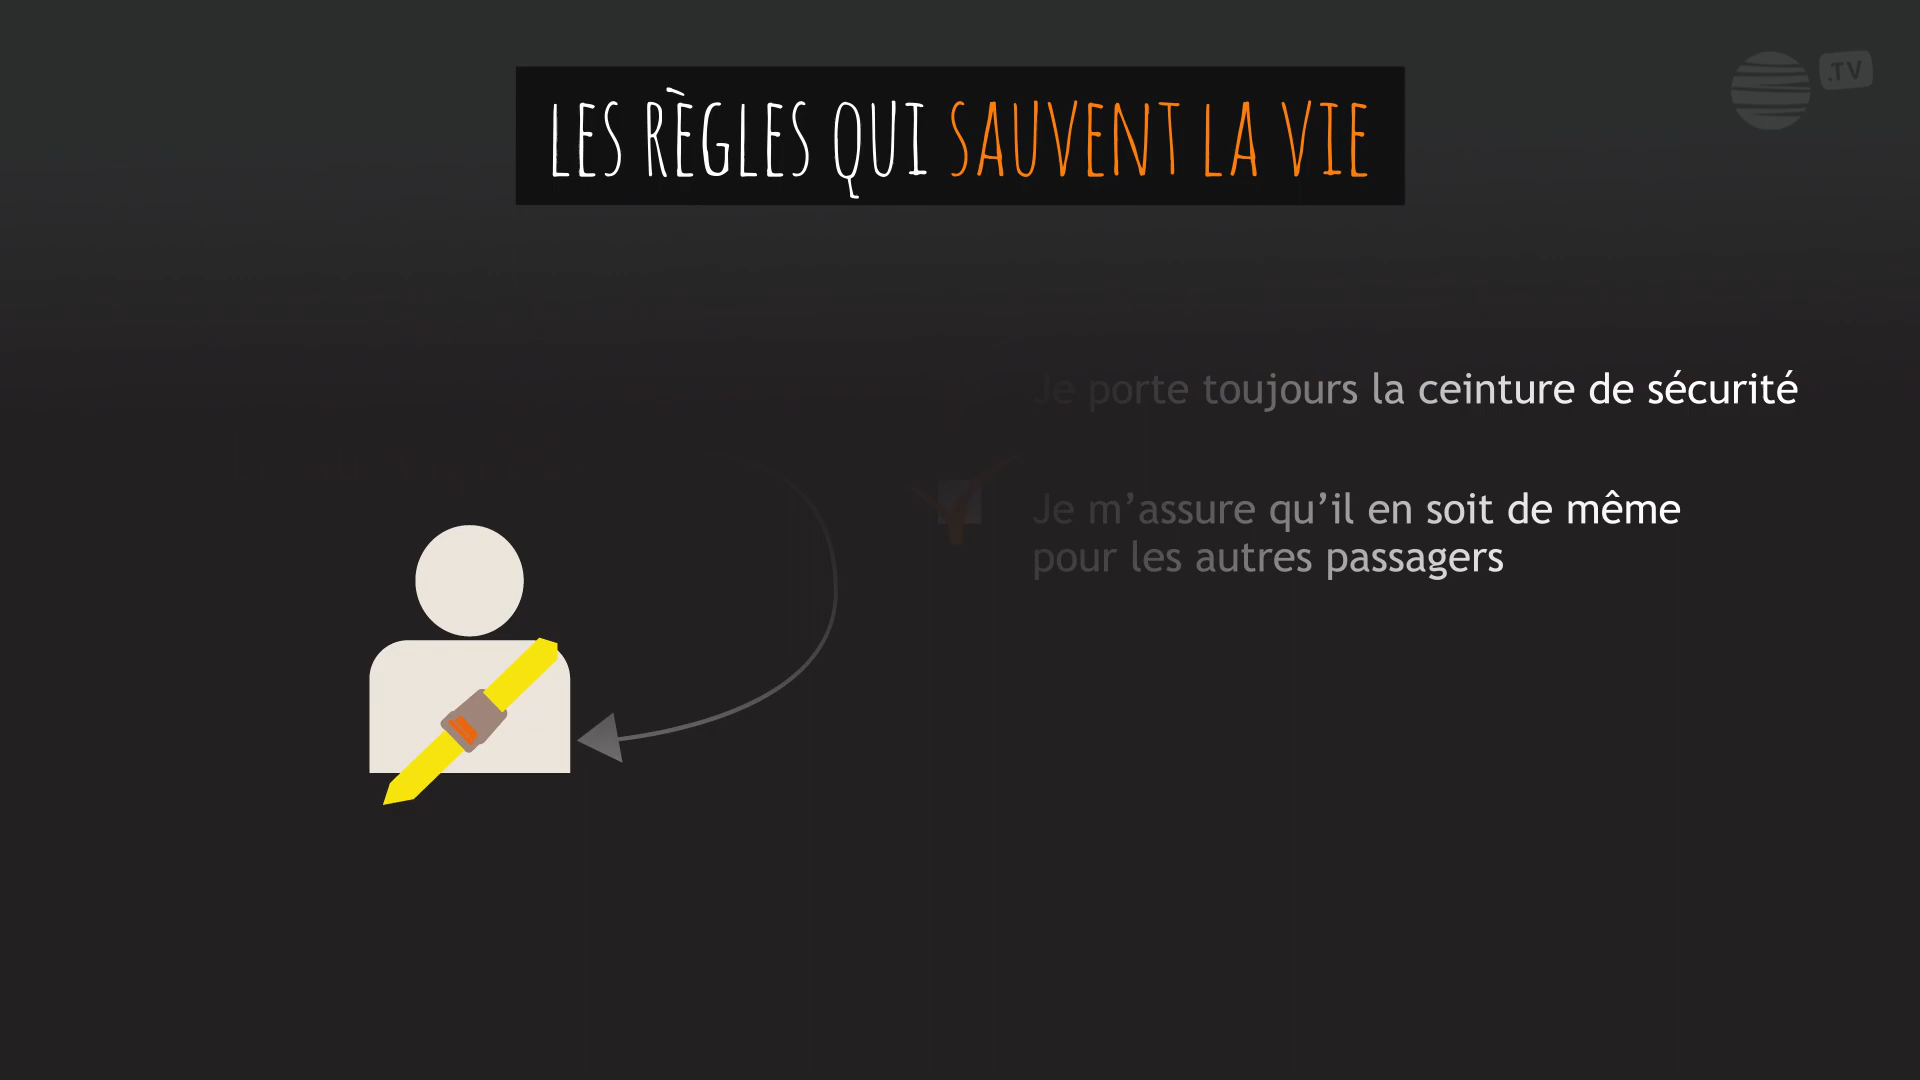 LES RÈGLES QUI SAUVENT LA VIE
.TV
Je porte toujours la ceinture de sécurité
Je m’assure qu’il en soit de même
pour les autres passagers